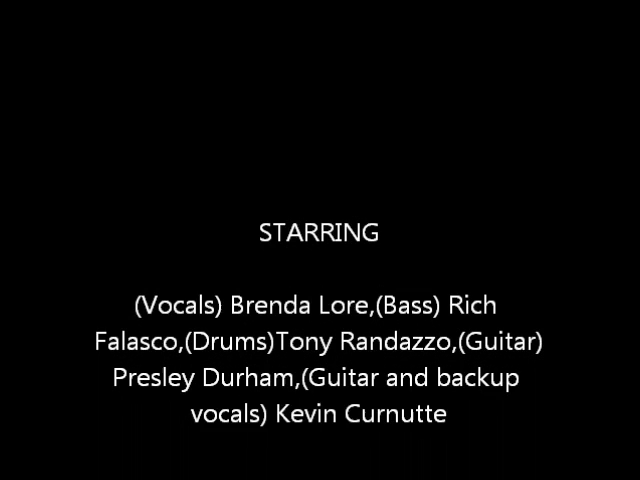 STARRING
(Vocals) Brenda Lore,(Bass) Rich
Falasco,(Drums)Tony Randazzo,(Guitar)
Presley Durham,(Guitar and backup
vocals) Kevin Curnutte